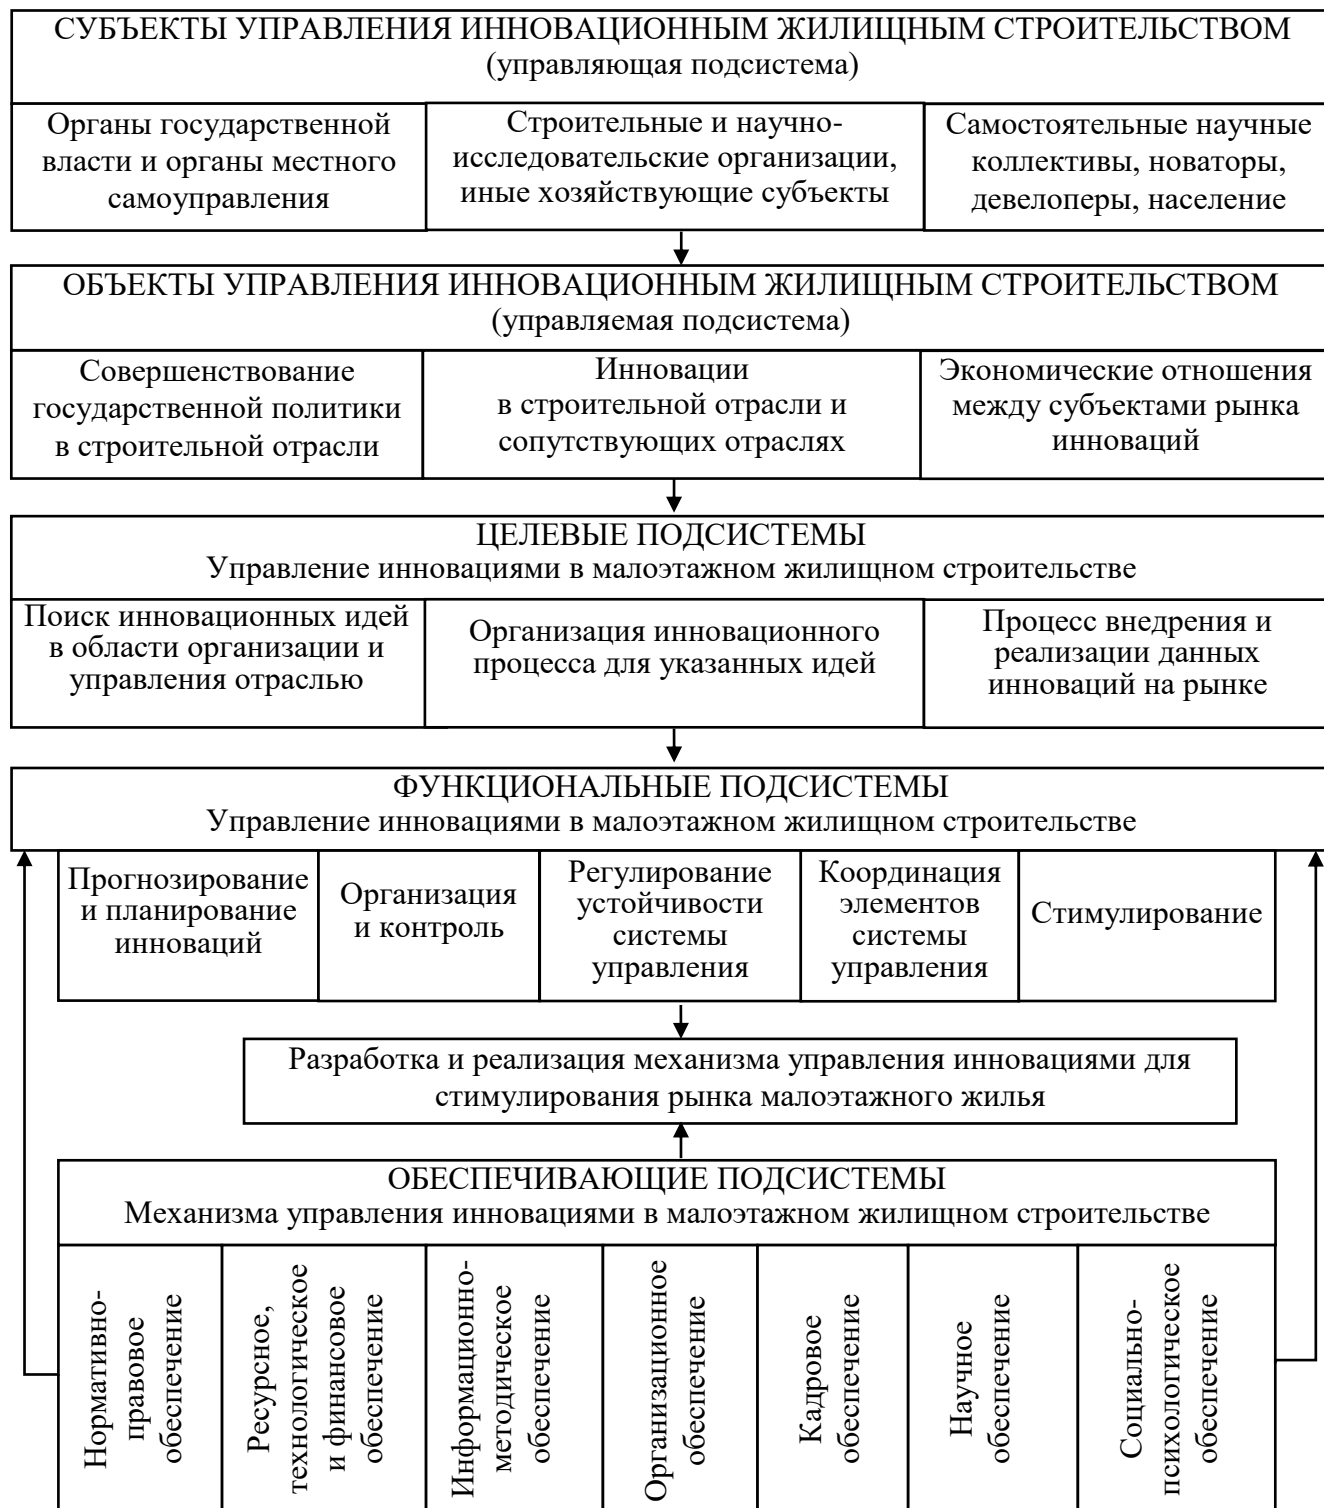 СУБЪЕКТЫ УПРАВЛЕНИЯ ИННОВАЦИОННЫМ ЖИЛИЩНЫМ СТРОИТЕЛЬСТВОМ
(управляющая подсистема)
Органы государственной
власти и органы местного
самоуправления
Строительные и научно-
исследовательские организации,
иные хозяйствующие субъекты
Самостоятельные научные
коллективы, новаторы,
девелоперы, население
ОБЪЕКТЫ УПРАВЛЕНИЯ ИННОВАЦИОННЫМ ЖИЛИЩНЫМ СТРОИТЕЛЬСТВОМ
(управляемая подсистема)
Совершенствование
государственной политики
в строительной отрасли
Инновации
в строительной отрасли и
сопутствующих отраслях
Экономические отношения
между субъектами рынка
инноваций
ЦЕЛЕВЫЕ ПОДСИСТЕМЫ
Управление инновациями в малоэтажном жилищном строительстве
Поиск инновационных идей
в области организации и
управления отраслью
Организация инновационного
процесса для указанных идей
Процесс внедрения и
реализации данных
инноваций на рынке
ФУНКЦИОНАЛЬНЫЕ ПОДСИСТЕМЫ
Управление инновациями в малоэтажном жилищном строительстве
Прогнозирование
и планирование
инноваций
Организация
и контроль
Регулирование
устойчивости
системы
управления
Координация
элементов
системы
управления
Стимулирование
Разработка и реализация механизма управления инновациями для
стимулирования рынка малоэтажного жилья
ОБЕСПЕЧИВАЮЩИЕ ПОДСИСТЕМЫ
Механизма управления инновациями в малоэтажном жилищном строительстве
Нормативно-
правовое
обеспечение
Ресурсное,
технологическое
и финансовое
обеспечение
Информационно-
методическое
обеспечение
Организационное
обеспечение
Кадровое
обеспечение
Научное
обеспечение
Социально-
психологическое
обеспечение